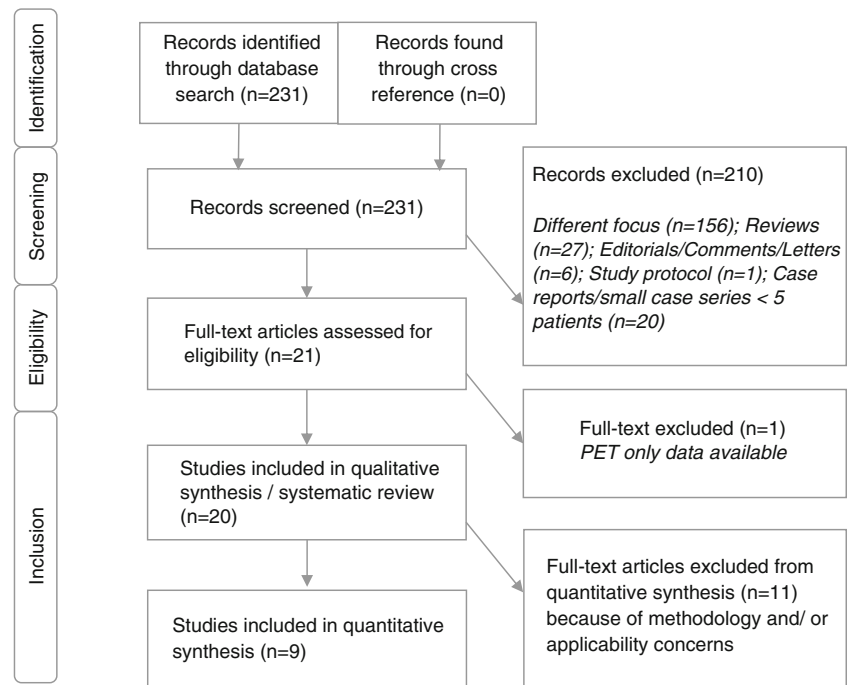 Identification
Records identified
through database
search (n=231)
Records found
through cross
reference (n=0)
Screening
Records screened (n=231)
Records excluded (n=210)
Different focus (n=156); Reviews
(n=27); Editorials/Comments/Letters
(n=6); Study protocol (n=1); Case
reports/small case series < 5
patients (n=20)
Eligibility
Full-text articles assessed for
eligibility (n=21)
Full-text excluded (n=1)
PET only data available
Inclusion
Studies included in qualitative
synthesis / systematic review
(n=20)
Full-text articles excluded from
quantitative synthesis (n=11)
because of methodology and/ or
applicability concerns
Studies included in quantitative
synthesis (n=9)